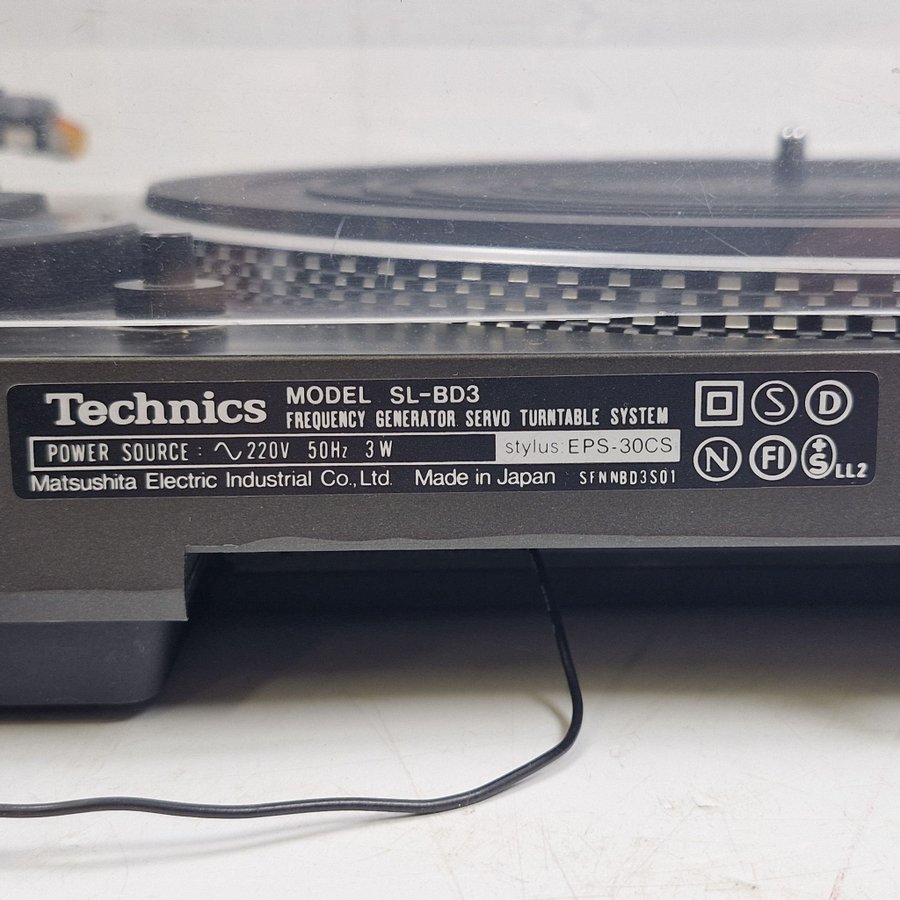 Technics MODEL SL-BD3
FREQUENCY GENERATOR SERVO TURNTABLE SYSTEM
POWER SOURCE : ∿ 220V 50Hz 3W stylus: EPS-30CS
Matsushita Electric Industrial Co., Ltd. Made in Japan SFNNBD3S01
S D
N FI +S LL2